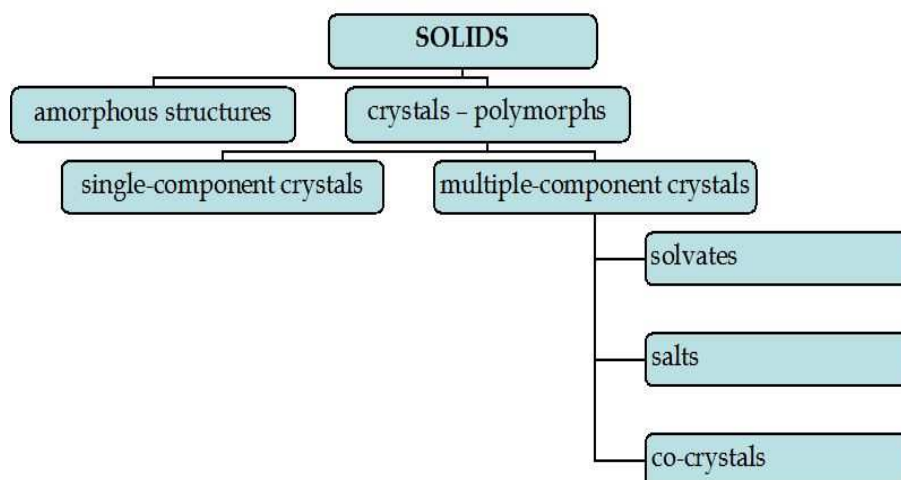 SOLIDS
amorphous structures
crystals – polymorphs
single-component crystals
multiple-component crystals
solvates
salts
co-crystals